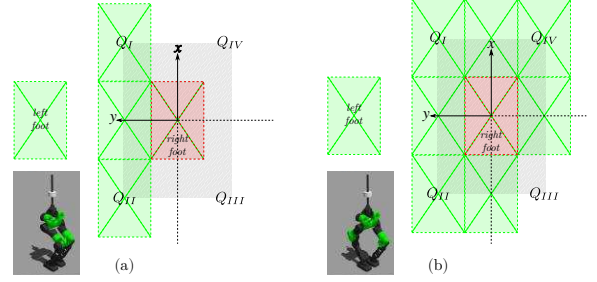 x
Q_I
Q_IV
y
left
foot
right
foot
Q_II
Q_III
(a)
x
Q_I
Q_IV
y
left
foot
right
foot
Q_II
Q_III
(b)